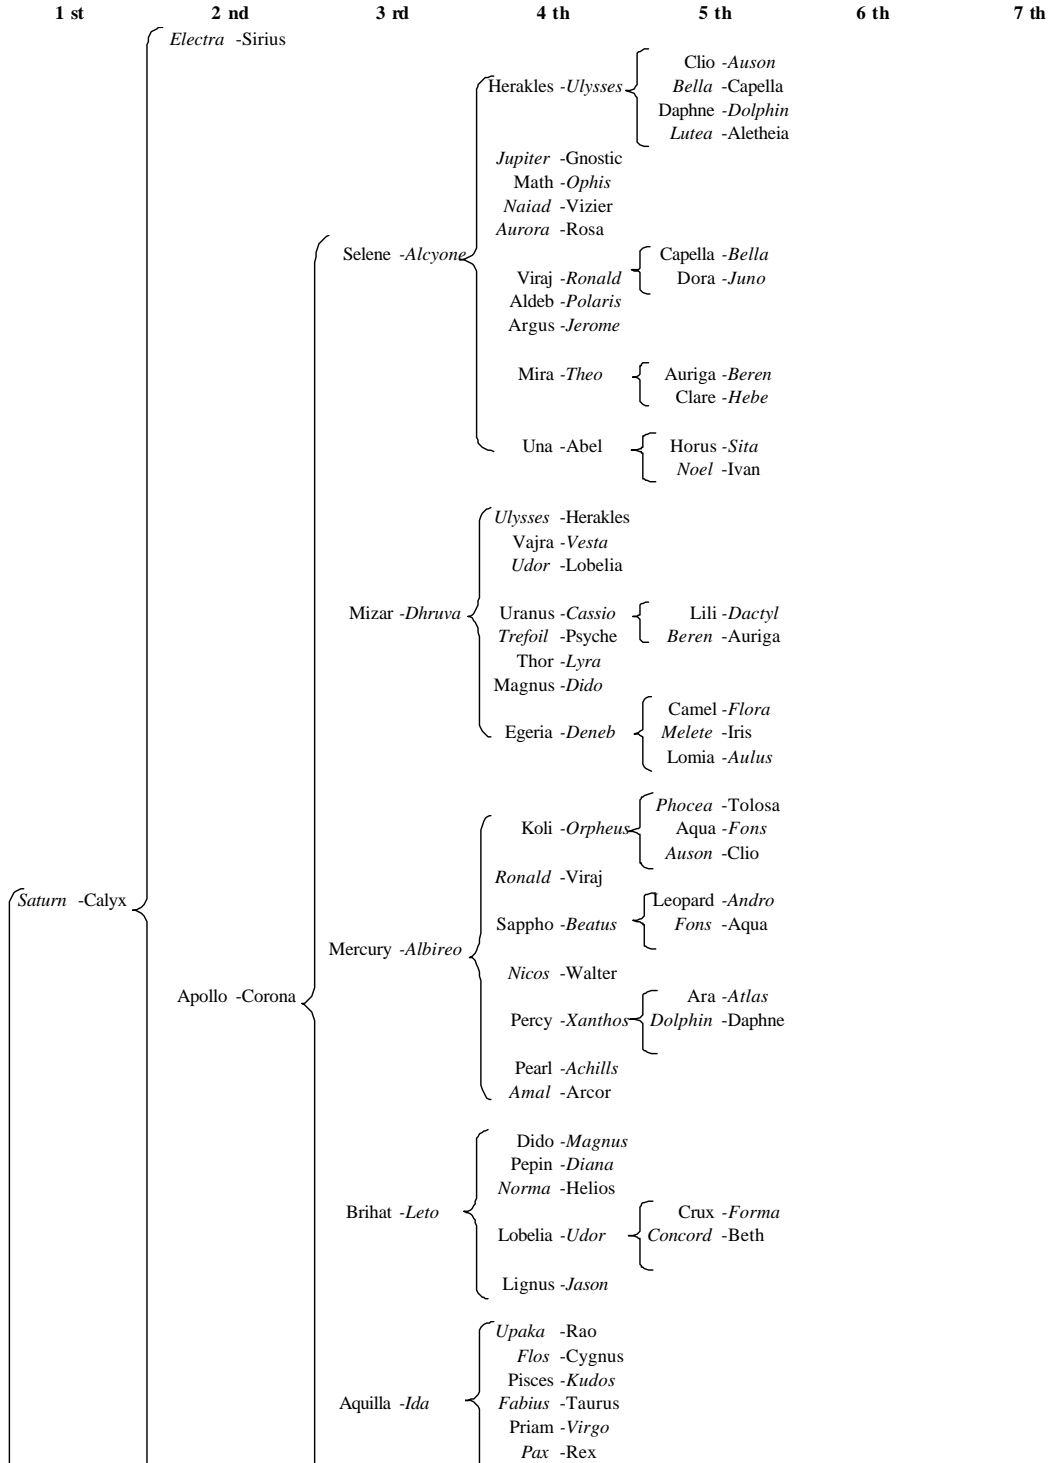 1 st 2 nd 3 rd 4 th 5 th 6 th 7 th
Electra -Sirius
Clio -Auson
Herakles -Ulysses Bella -Capella
Daphne -Dolphin
Lutea -Aletheia
Jupiter -Gnostic
Math -Ophis
Naiad -Vizier
Aurora -Rosa
Selene -Alcyone Capella -Bella
Viraj -Ronald Dora -Juno
Aldeb -Polaris
Argus -Jerome
Mira -Theo Auriga -Beren
Clare -Hebe
Una -Abel Horus -Sita
Noel -Ivan
Ulysses -Herakles
Vajra -Vesta
Udor -Lobelia
Mizar -Dhruva Uranus -Cassio Lili -Dactyl
Trefoil -Psyche Beren -Auriga
Thor -Lyra
Magnus -Dido
Camel -Flora
Egeria -Deneb Melete -Iris
Lomia -Aulus
Phocea -Tolosa
Koli -Orpheus Aqua -Fons
Auson -Clio
Ronald -Viraj
Saturn -Calyx Leopard -Andro
Sappho -Beatus Fons -Aqua
Mercury -Albireo
Nicos -Walter
Apollo -Corona Ara -Atlas
Percy -Xanthos Dolphin -Daphne
Pearl -Achills
Amal -Arcor
Dido -Magnus
Pepin -Diana
Norma -Helios
Brihat -Leto Crux -Forma
Lobelia -Udor Concord -Beth
Lignus -Jason
Upaka -Rao
Flos -Cygnus
Pisces -Kudos
Aquilla -Ida Fabius -Taurus
Priam -Virgo
Pax -Rex